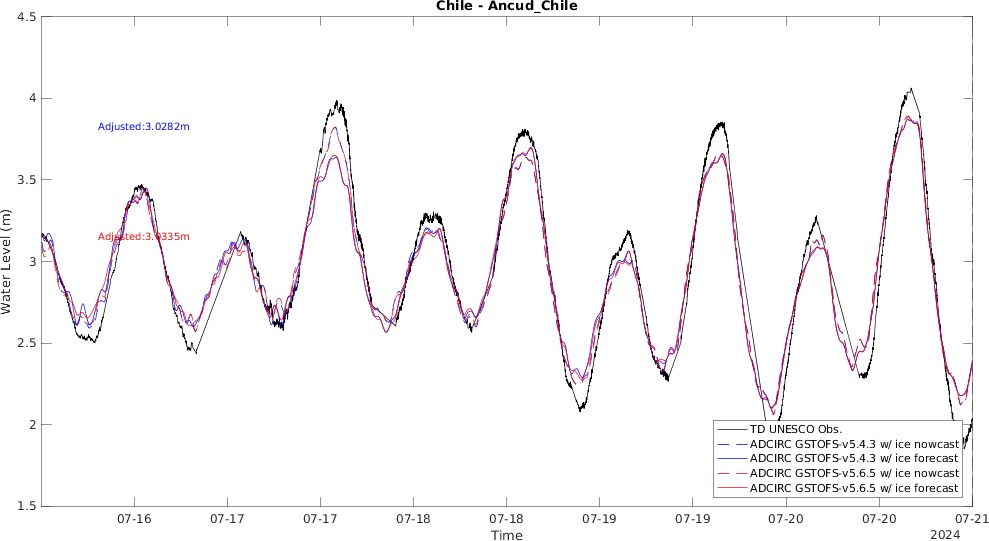 Chile - Ancud_Chile
4.5
4
3.5
3
2.5
2
1.5
Water Level (m)
Adjusted:3.0282m
Adjusted:3.0335m
TD UNESCO Obs.
ADCIRC GSTOFS-v5.4.3 w/ ice nowcast
ADCIRC GSTOFS-v5.4.3 w/ ice forecast
ADCIRC GSTOFS-v5.6.5 w/ ice nowcast
ADCIRC GSTOFS-v5.6.5 w/ ice forecast
07-16 07-17 07-17 07-18 07-18 07-19 07-19 07-20 07-20 07-21
Time
2024